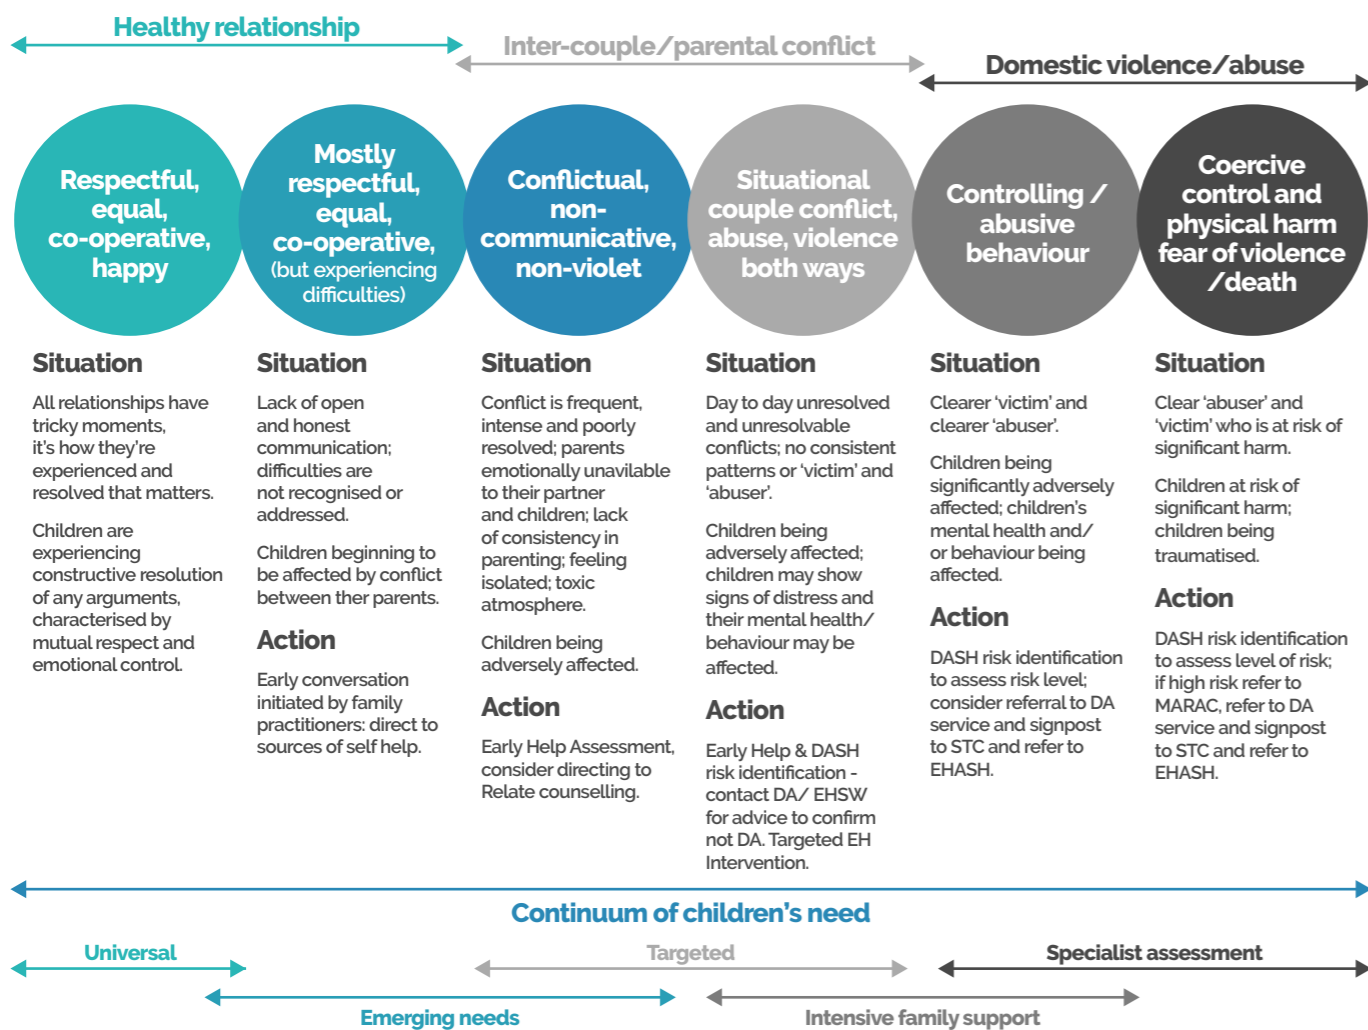 Healthy relationship
Inter-couple/parental conflict
Domestic violence/abuse
Respectful,
equal,
co-operative,
happy
Mostly
respectful,
equal,
co-operative,
(but experiencing
difficulties)
Conflictual,
non-
communicative,
non-violet
Situational
couple conflict,
abuse, violence
both ways
Controlling /
abusive
behaviour
Coercive
control and
physical harm
fear of violence
/death
Situation
All relationships have
tricky moments,
it's how they're
experienced and
resolved that matters.
Children are
experiencing
constructive resolution
of any arguments,
characterised by
mutual respect and
emotional control.
Situation
Lack of open
and honest
communication;
difficulties are
not recognised or
addressed.
Children beginning to
be affected by conflict
between ther parents.
Action
Early conversation
initiated by family
practitioners: direct to
sources of self help.
Situation
Conflict is frequent,
intense and poorly
resolved; parents
emotionally unavilable
to their partner
and children; lack
of consistency in
parenting; feeling
isolated; toxic
atmosphere.
Children being
adversely affected.
Action
Early Help Assessment,
consider directing to
Relate counselling.
Situation
Day to day unresolved
and unresolvable
conflicts; no consistent
patterns or 'victim' and
'abuser'.
Children being
adversely affected;
children may show
signs of distress and
their mental health/
behaviour may be
affected.
Action
Early Help & DASH
risk identification -
contact DA/ EHSW
for advice to confirm
not DA. Targeted EH
Intervention.
Situation
Clearer 'victim' and
clearer 'abuser'.
Children being
significantly adversely
affected; children's
mental health and/
or behaviour being
affected.
Action
DASH risk identification
to assess risk level;
consider referral to DA
service and signpost
to STC and refer to
EHASH.
Situation
Clear 'abuser' and
'victim' who is at risk of
significant harm.
Children at risk of
significant harm;
children being
traumatised.
Action
DASH risk identification
to assess level of risk;
if high risk refer to
MARAC, refer to DA
service and signpost
to STC and refer to
EHASH.
Continuum of children's need
Universal
Targeted
Specialist assessment
Emerging needs
Intensive family support